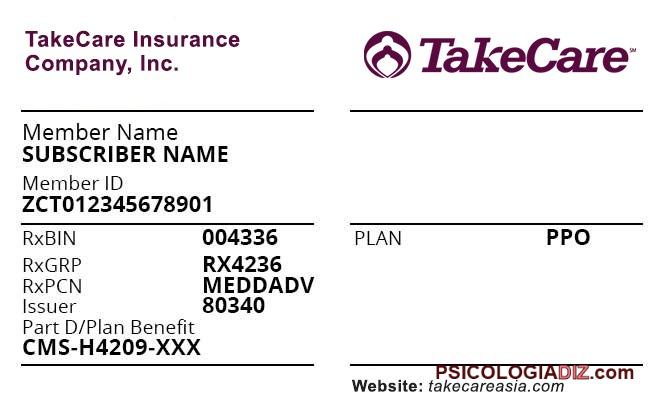 TakeCare Insurance
Company, Inc.
TakeCare℠
Member Name
SUBSCRIBER NAME
Member ID
ZCT012345678901
RxBIN 004336
PLAN PPO
RxGRP RX4236
RxPCN MEDDADV
Issuer 80340
Part D/Plan Benefit
CMS-H4209-XXX
PSICOLOGIADIZ.com
Website: takecareasia.com